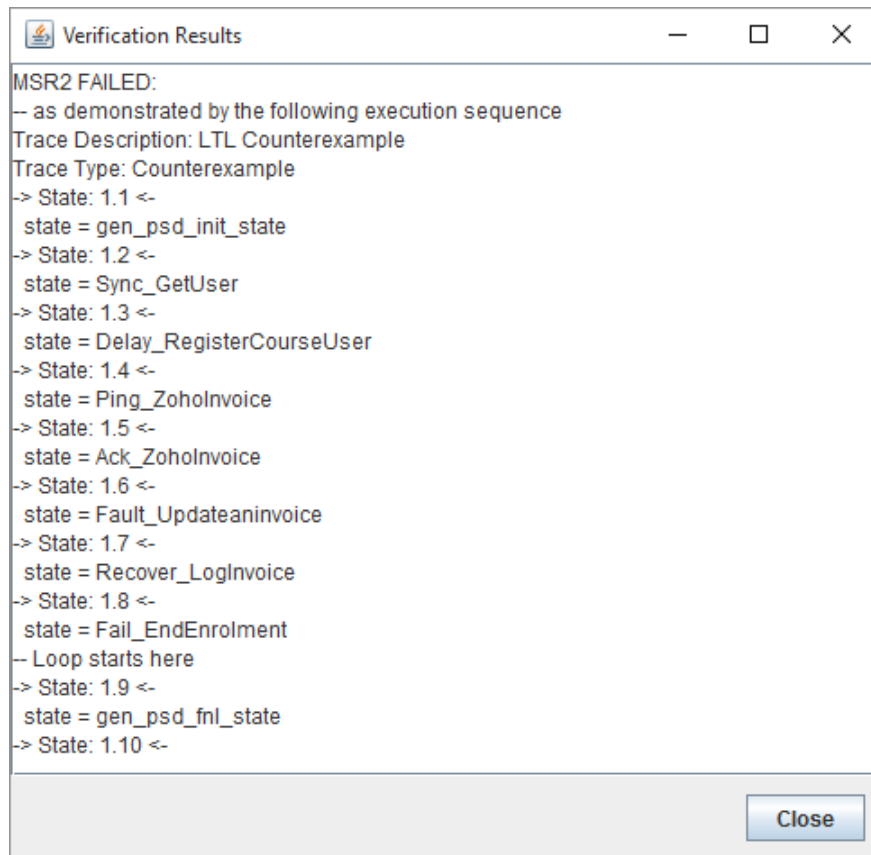 Verification Results
MSR2 FAILED:
-- as demonstrated by the following execution sequence
Trace Description: LTL Counterexample
Trace Type: Counterexample
-> State: 1.1 <-
state = gen_psd_init_state
-> State: 1.2 <-
state = Sync_GetUser
-> State: 1.3 <-
state = Delay_RegisterCourseUser
-> State: 1.4 <-
state = Ping_ZohoInvoice
-> State: 1.5 <-
state = Ack_ZohoInvoice
-> State: 1.6 <-
state = Fault_Updateaninvoice
-> State: 1.7 <-
state = Recover_LogInvoice
-> State: 1.8 <-
state = Fail_EndEnrolment
-- Loop starts here
-> State: 1.9 <-
state = gen_psd_fnl_state
-> State: 1.10 <-
Close